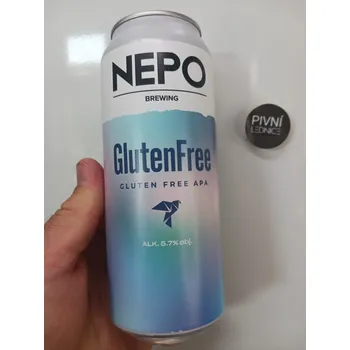 NEPO
BREWING
GlutenFree
GLUTEN FREE APA
ALK. 5.7% obj.
PIVNÍ
LEDNICE